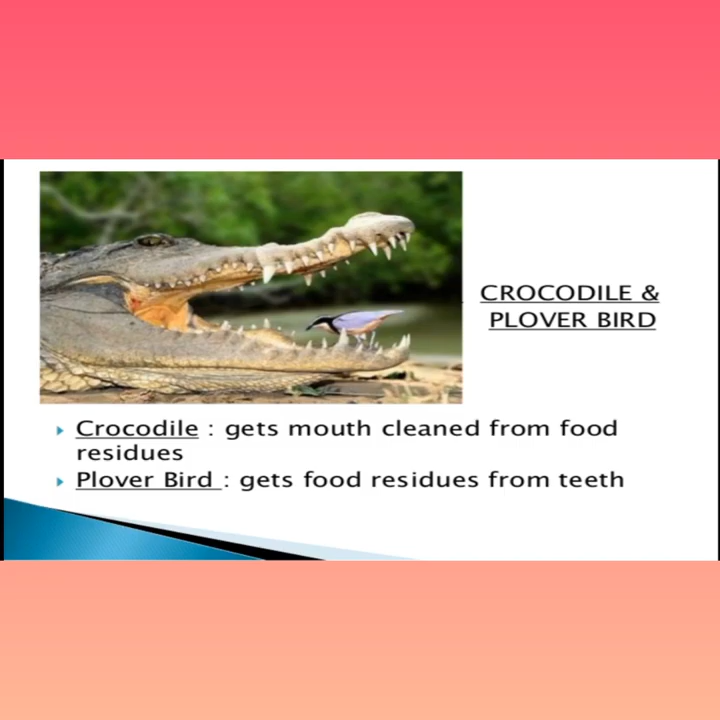 CROCODILE &
PLOVER BIRD
Crocodile : gets mouth cleaned from food
residues
Plover Bird : gets food residues from teeth